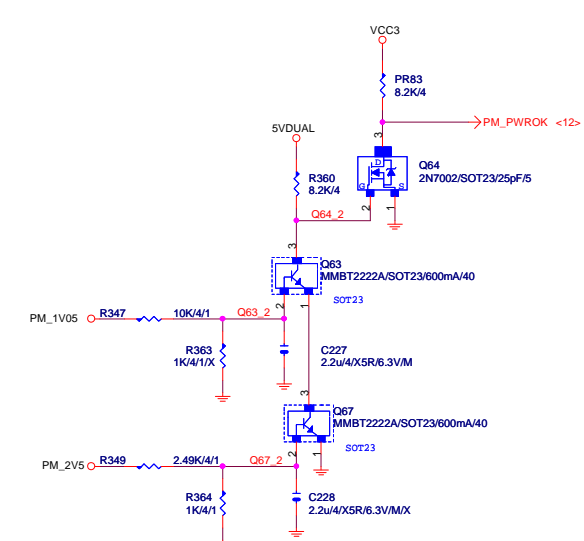 VCC3
PR83
8.2K/4
PM_PWROK <12>
3
5VDUAL
D
Q64
2N7002/SOT23/25pF/5
G
S
R360
8.2K/4
2
1
Q64_2
3
Q63
MMBT2222A/SOT23/600mA/40
SOT23
2
1
PM_1V05
R347
10K/4/1
Q63_2
R363
1K/4/1/X
C227
2.2u/4/X5R/6.3V/M
3
Q67
MMBT2222A/SOT23/600mA/40
SOT23
2
1
PM_2V5
R349
2.49K/4/1
Q67_2
R364
1K/4/1
C228
2.2u/4/X5R/6.3V/M/X